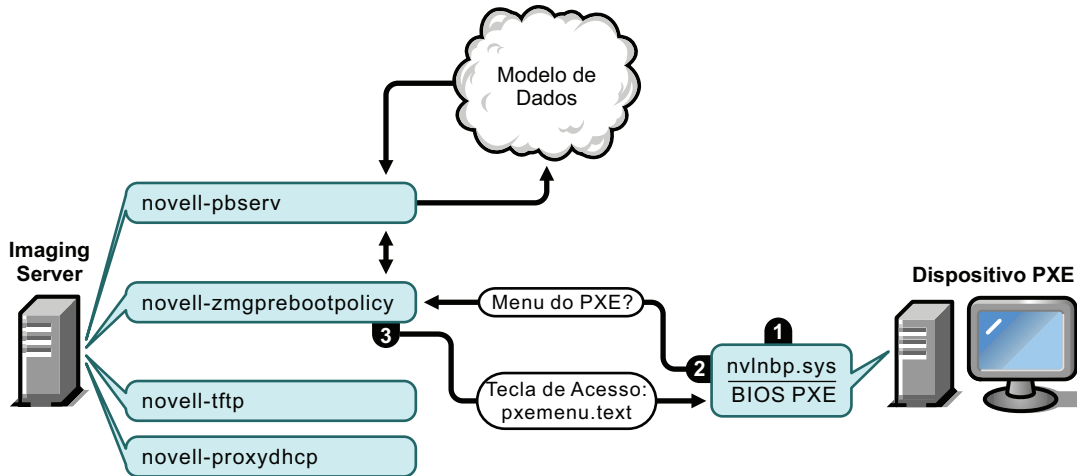 Modelo de
Dados
novell-pbserv
Imaging
Server
Dispositivo PXE
novell-zmgprebootpolicy
Menu do PXE?
3
1
2
nvlnbp.sys
BIOS PXE
Tecla de Acesso:
pxemenu.text
novell-tftp
novell-proxydhcp